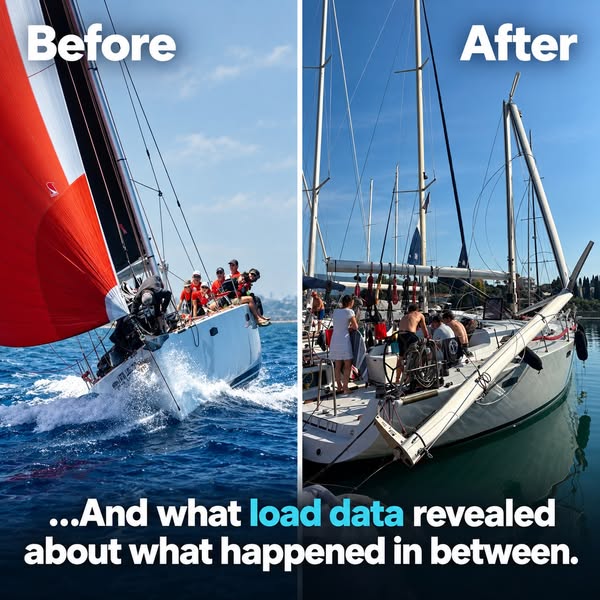 Before
After
...And what load data revealed
about what happened in between.